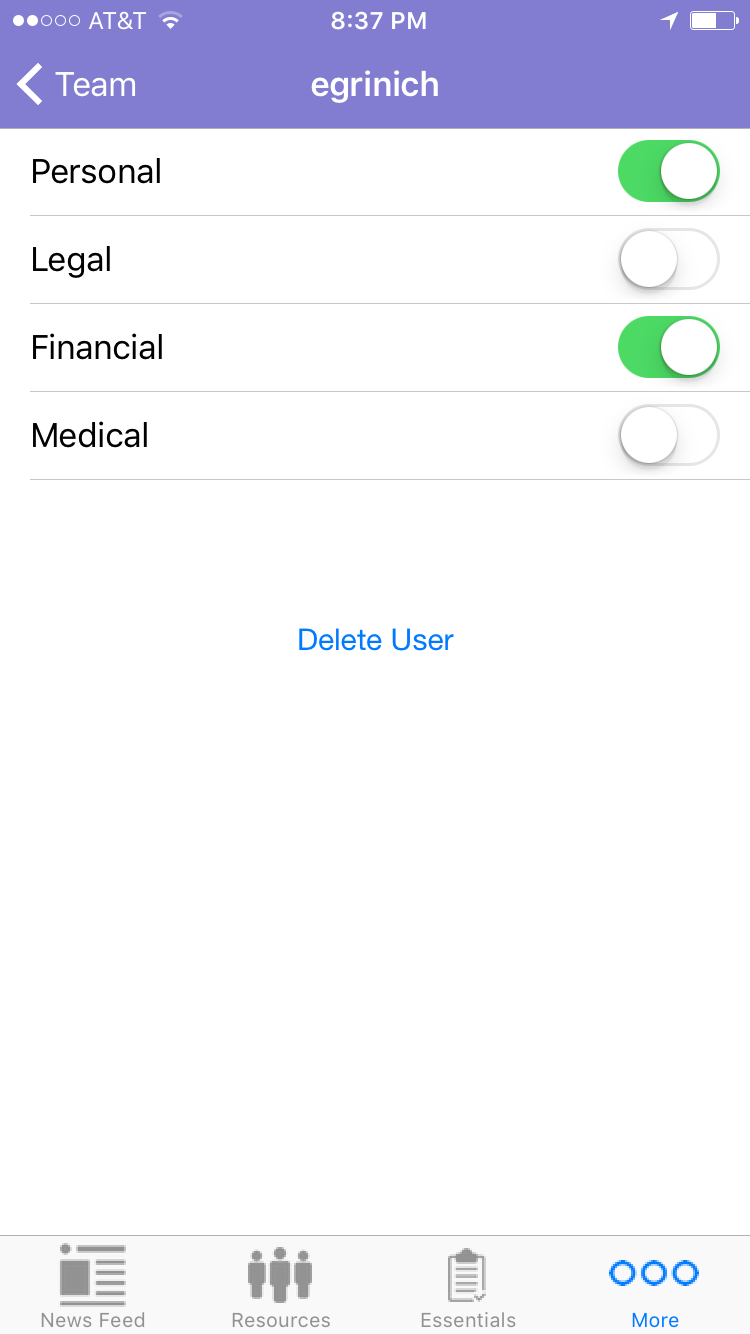 AT&T 8:37 PM
Team egrinich
Personal
Legal
Financial
Medical
Delete User
News Feed Resources Essentials More